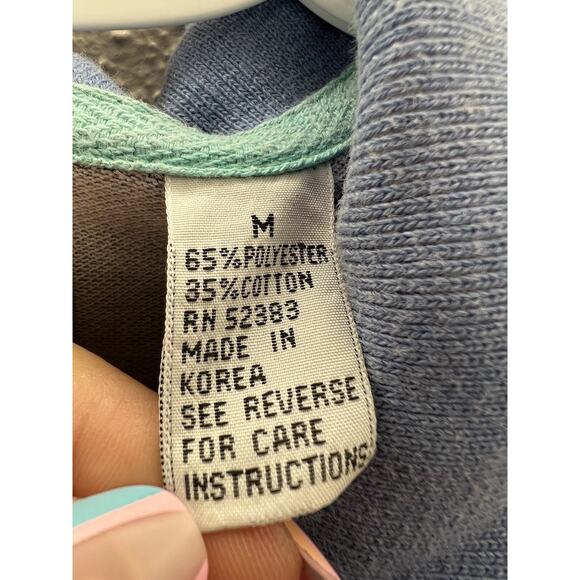 M
65%POLYESTER
35%COTTON
RN 52383
MADE IN
KOREA
SEE REVERSE
FOR CARE
INSTRUCTIONS